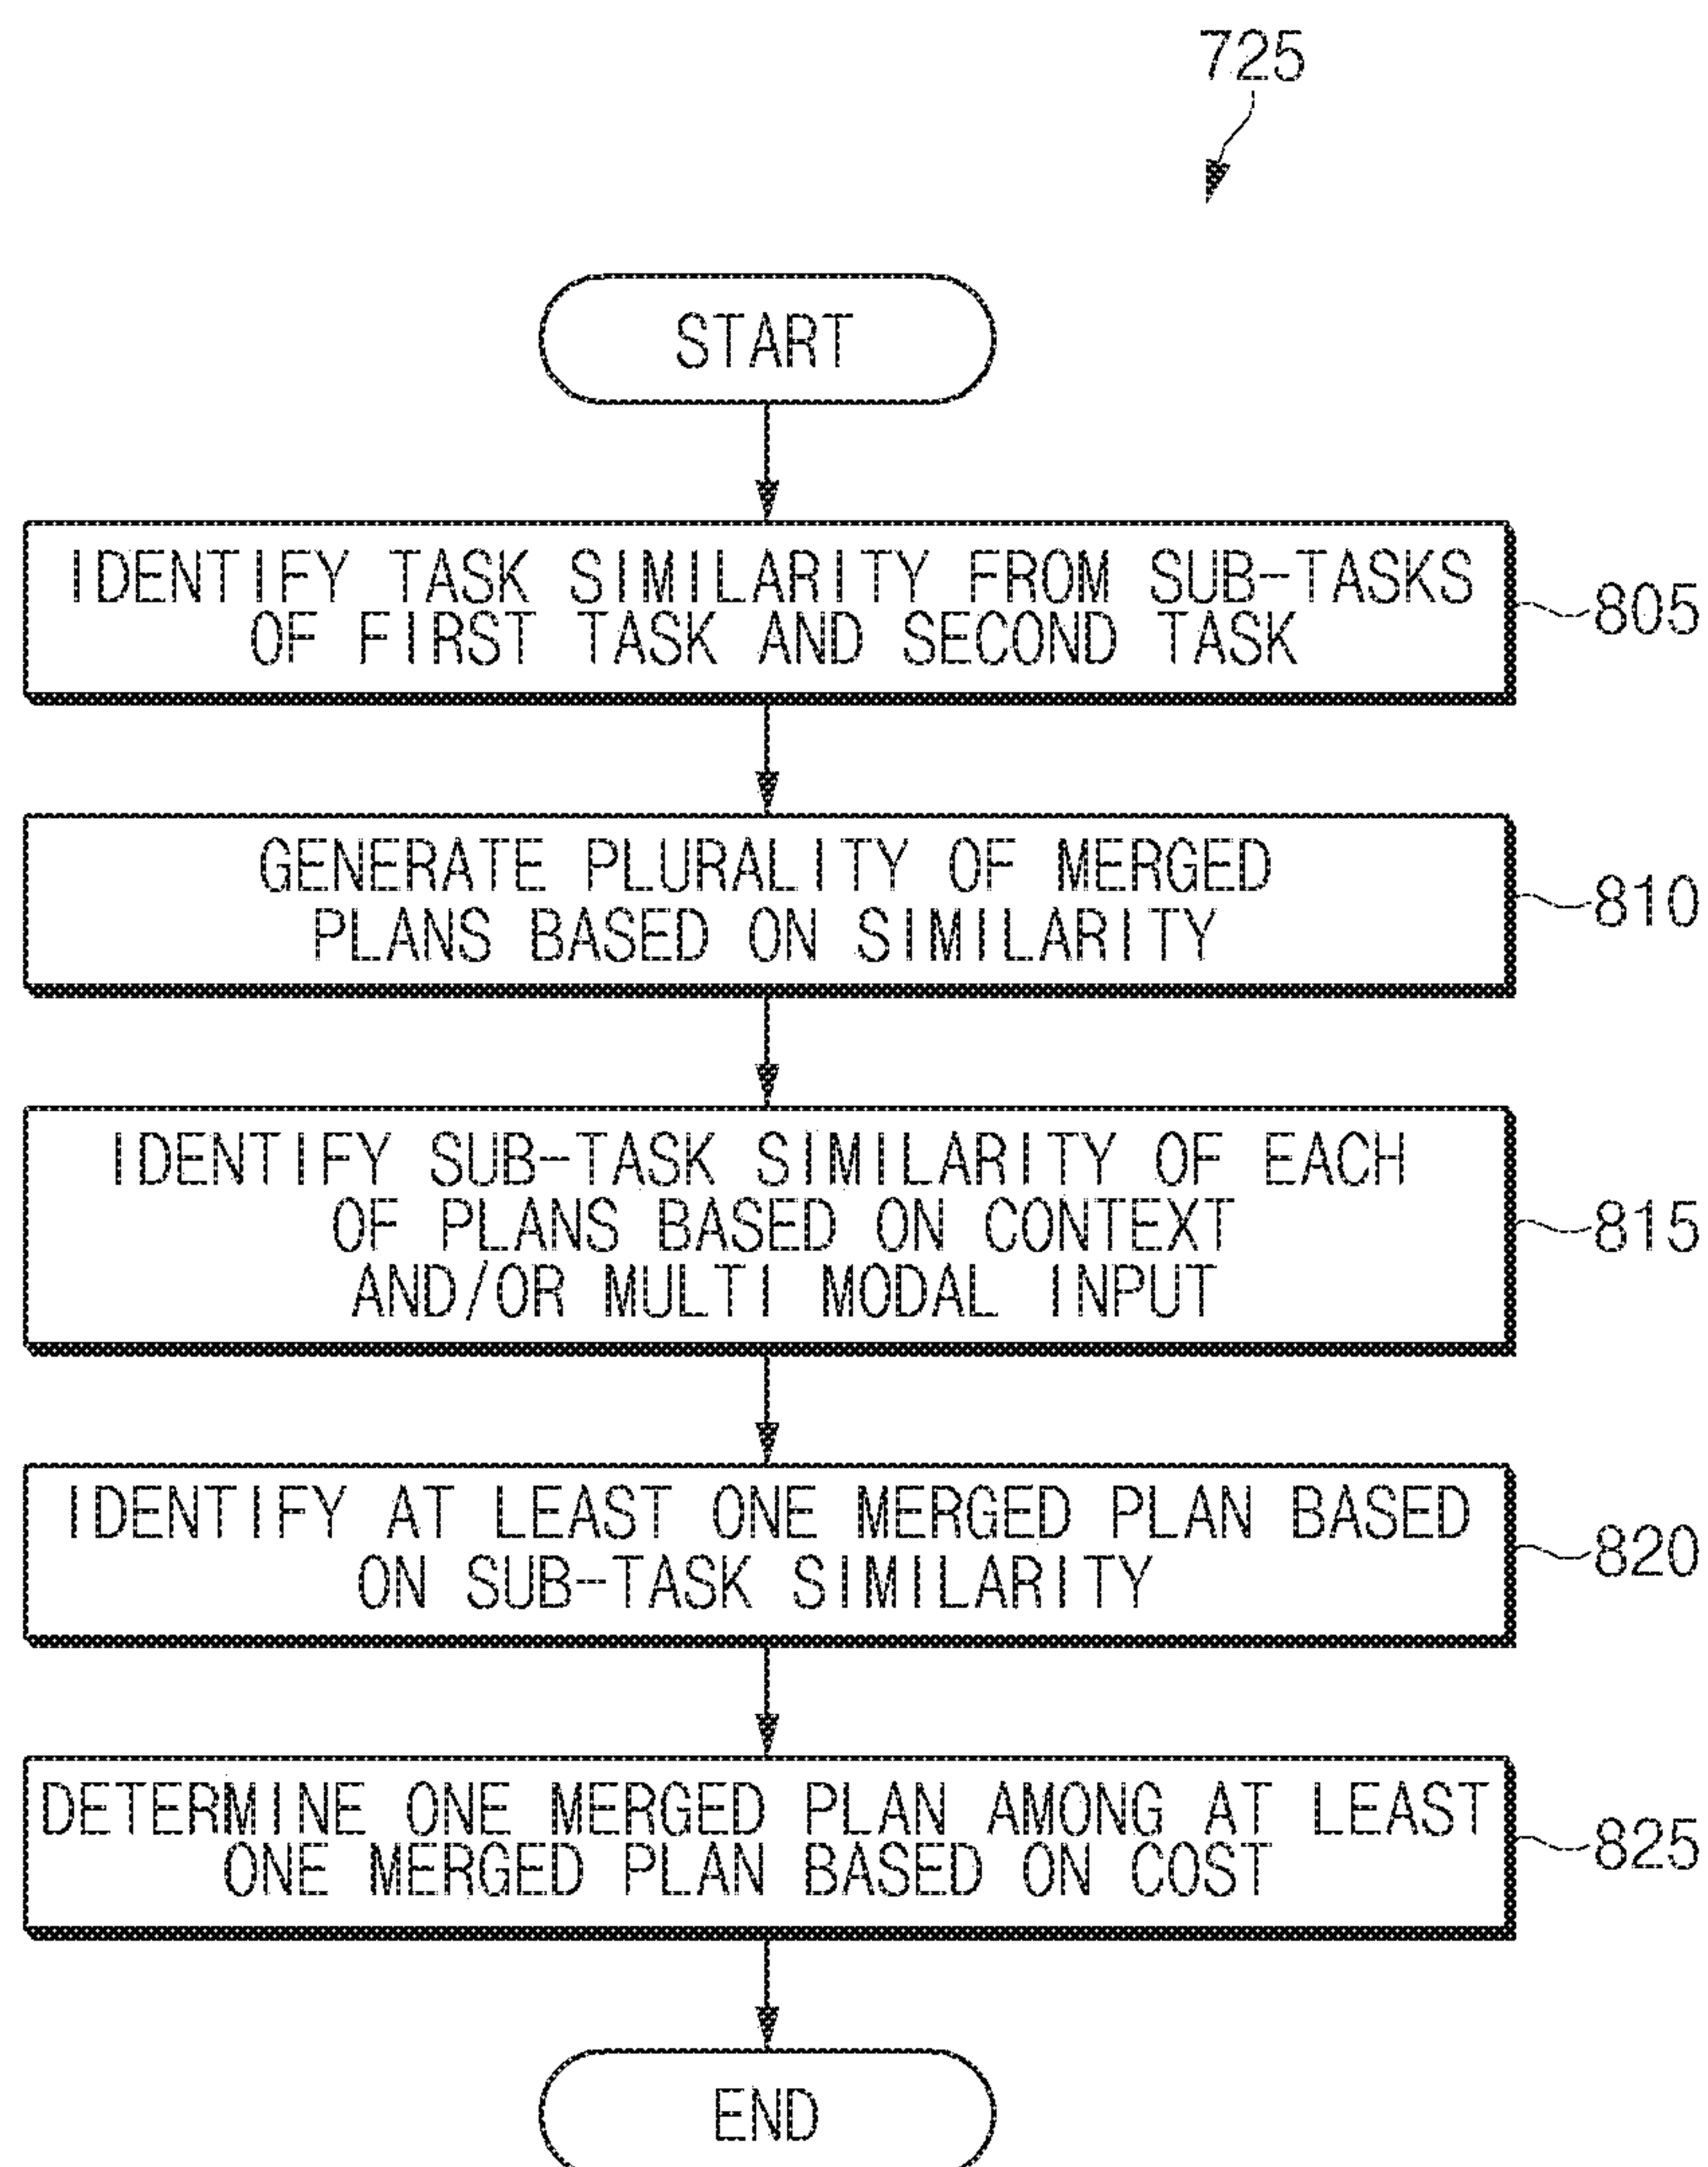 725
START
IDENTIFY TASK SIMILARITY FROM SUB-TASKS
OF FIRST TASK AND SECOND TASK
805
GENERATE PLURALITY OF MERGED
PLANS BASED ON SIMILARITY
810
IDENTIFY SUB-TASK SIMILARITY OF EACH
OF PLANS BASED ON CONTEXT
AND/OR MULTI MODAL INPUT
815
IDENTIFY AT LEAST ONE MERGED PLAN BASED
ON SUB-TASK SIMILARITY
820
DETERMINE ONE MERGED PLAN AMONG AT LEAST
ONE MERGED PLAN BASED ON COST
825
END